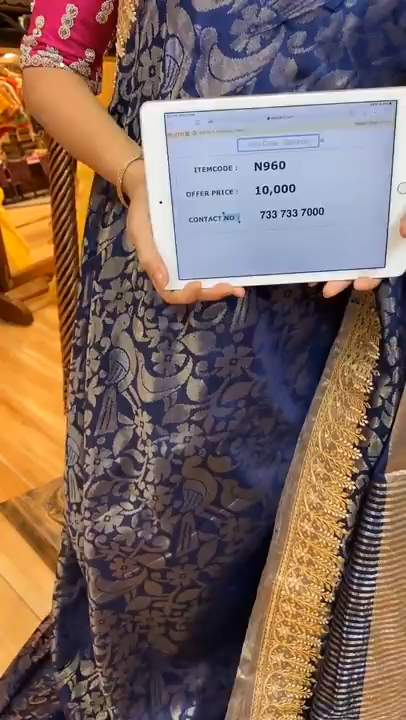 ITEMCODE : N960
OFFER PRICE : 10,000
CONTACT NO : 733 733 7000